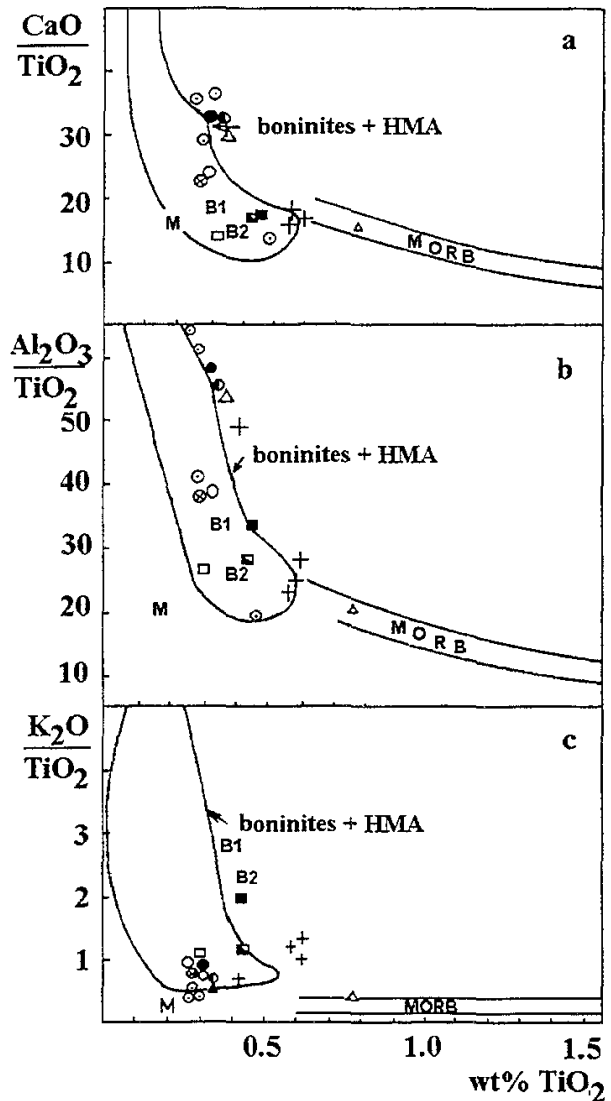 CaO
TiO2
a
30
boninites + HMA
20
B1
M
B2
MORB
10
Al2O3
TiO2
b
50
boninites + HMA
40
B1
30
B2
20
M
MORB
10
K2O
TiO2
c
boninites + HMA
3
B1
B2
2
1
M
MORB
0.5
1.0
1.5
wt% TiO2